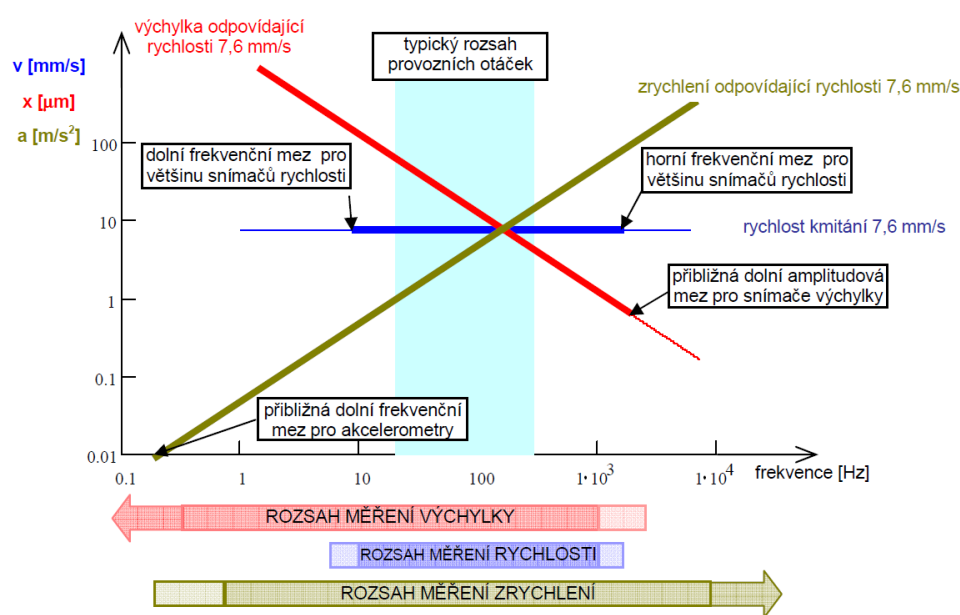 výchylka odpovídající
rychlosti 7,6 mm/s
typický rozsah
provozních otáček
v [mm/s]
x [μm]
a [m/s²]
zrychlení odpovídající rychlosti 7,6 mm/s
100
dolní frekvenční mez pro
většinu snímačů rychlosti
horní frekvenční mez pro
většinu snímačů rychlosti
10
rychlost kmitání 7,6 mm/s
přibližná dolní amplitudová
mez pro snímače výchylky
1
0.1
přibližná dolní frekvenční
mez pro akcelerometry
0.01
0.1 1 10 100 1·10³ 1·10⁴ frekvence [Hz]
ROZSAH MĚŘENÍ VÝCHYLKY
ROZSAH MĚŘENÍ RYCHLOSTI
ROZSAH MĚŘENÍ ZRYCHLENÍ